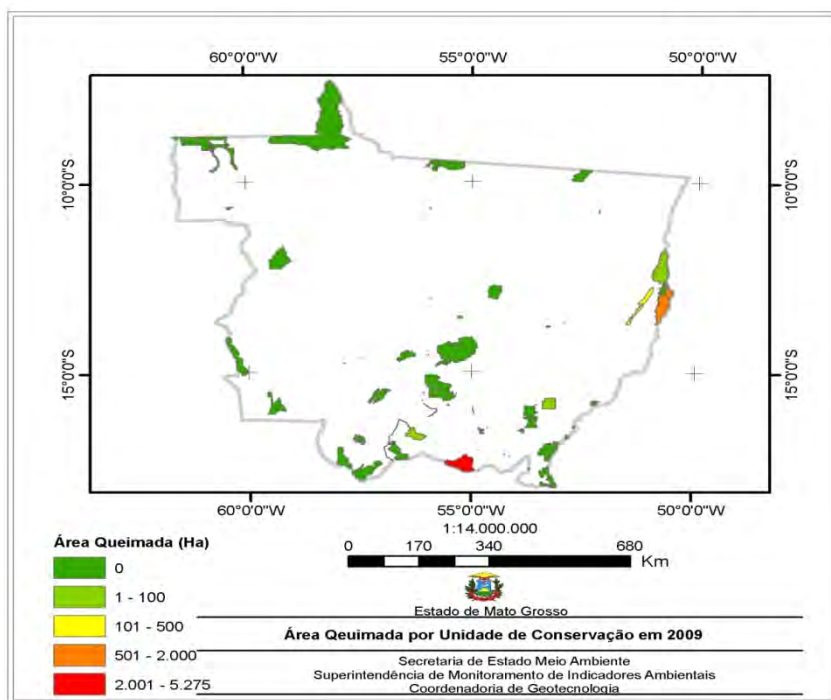 60°0'0"W 55°0'0"W 50°0'0"W
10°0'0"S 10°0'0"S
15°0'0"S 15°0'0"S
60°0'0"W 55°0'0"W 50°0'0"W
1:14.000.000
0 170 340 680
Km
Área Queimada (Ha)
0
1 - 100
101 - 500
501 - 2.000
2.001 - 5.275
Estado de Mato Grosso
Área Queimada por Unidade de Conservação em 2009
Secretaria de Estado Meio Ambiente
Superintendência de Monitoramento de Indicadores Ambientais
Coordenadoria de Geotecnologia